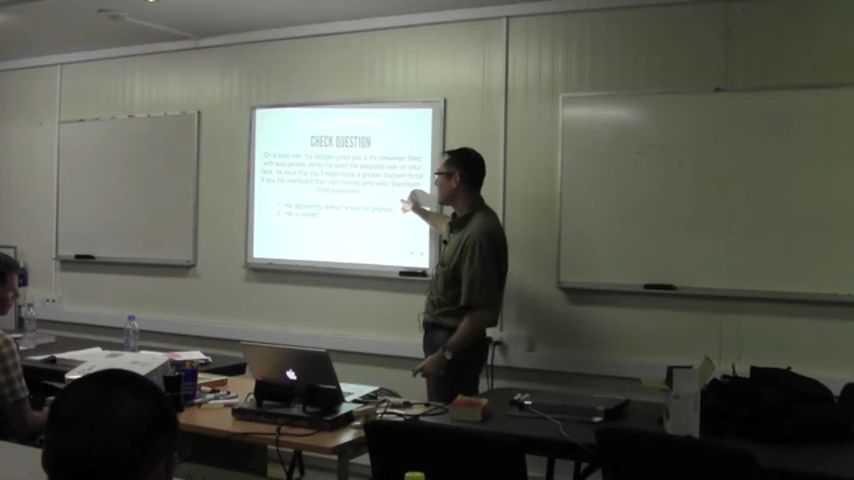 CHECK QUESTION
On a boat ride, the skipper gives you a life preserver filled
with lead pellets. When he sees the skeptical look on your
face, he says that you'll experience a greater buoyant force
if you fall overboard than your friends who wear Styrofoam
filled preservers.
1. He apparently doesn't know his physics.
2. He is correct.